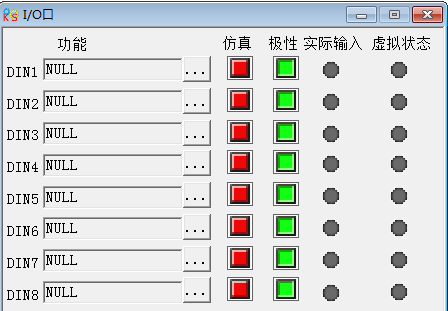 I/O口
功能 仿真 极性 实际输入 虚拟状态
DIN1 NULL ...
DIN2 NULL ...
DIN3 NULL ...
DIN4 NULL ...
DIN5 NULL ...
DIN6 NULL ...
DIN7 NULL ...
DIN8 NULL ...